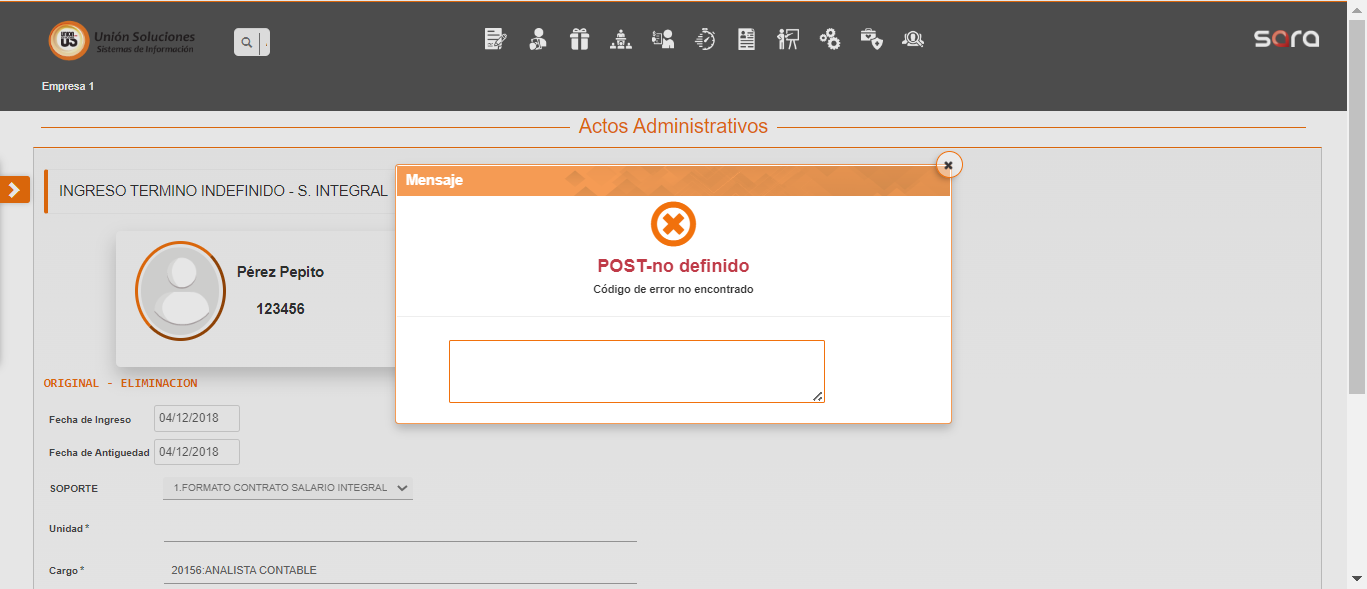 UNION
US
Unión Soluciones
Sistemas de Información
sara
Empresa 1
Actos Administrativos
INGRESO TERMINO INDEFINIDO - S. INTEGRAL
Mensaje
POST-no definido
Código de error no encontrado
Pérez Pepito
123456
ORIGINAL - ELIMINACION
Fecha de Ingreso 04/12/2018
Fecha de Antiguedad 04/12/2018
SOPORTE 1.FORMATO CONTRATO SALARIO INTEGRAL
Unidad *
Cargo * 20156:ANALISTA CONTABLE